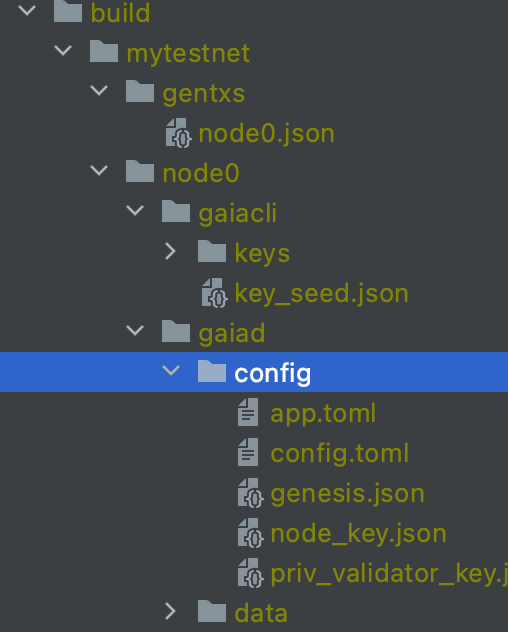 build
mytestnet
gentxs
node0.json
node0
gaiacli
keys
key_seed.json
gaiad
config
app.toml
config.toml
genesis.json
node_key.json
priv_validator_key.j
data